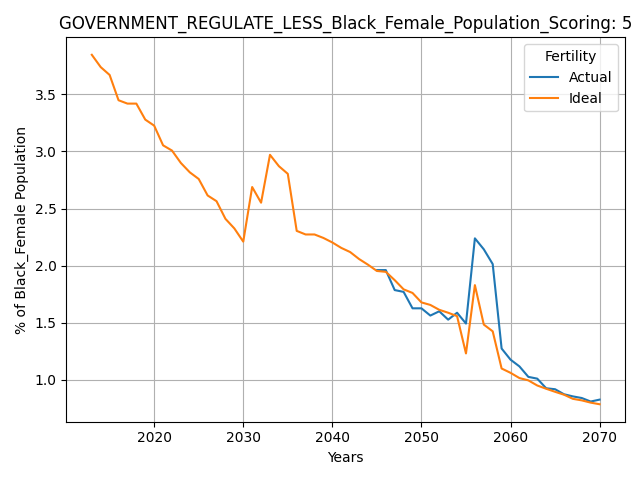 GOVERNMENT_REGULATE_LESS_Black_Female_Population_Scoring: 5
Fertility
Actual
Ideal
% of Black_Female Population
3.5
3.0
2.5
2.0
1.5
1.0
2020 2030 2040 2050 2060 2070
Years